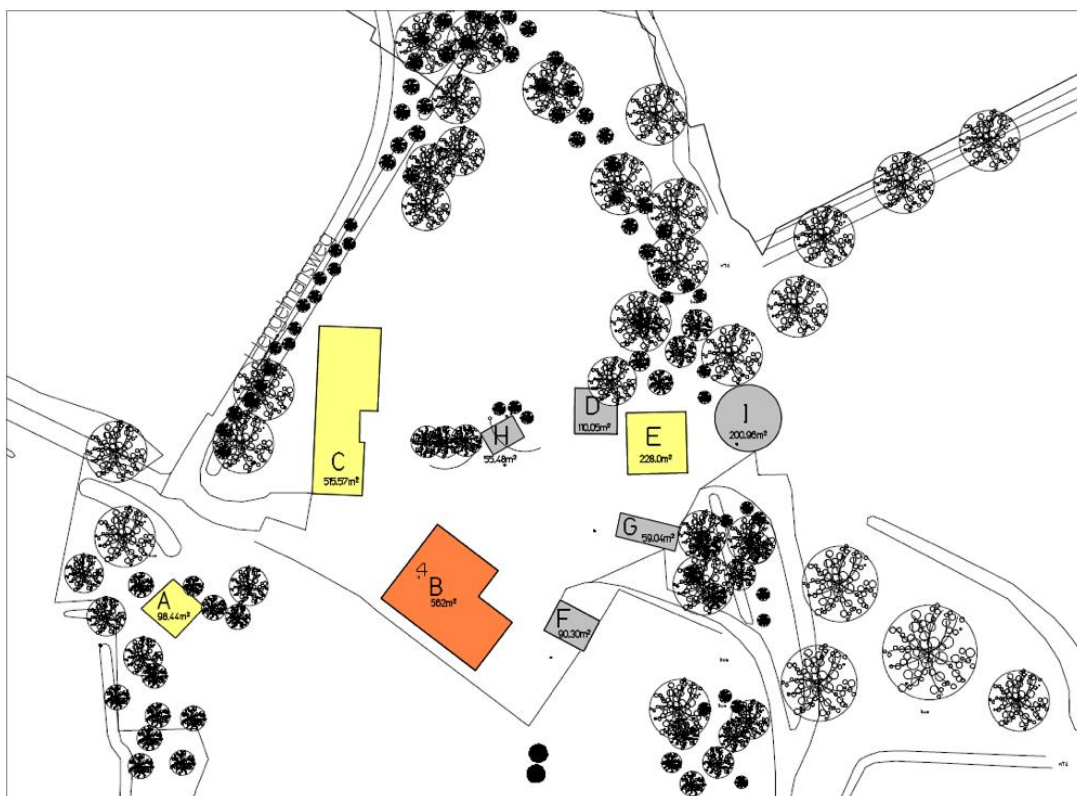 D
110.05m²
I
200.96m²
E
228.0m²
H
55.48m²
C
515.57m²
G
59.04m²
4
B
562m²
A
98.44m²
F
90.30m²